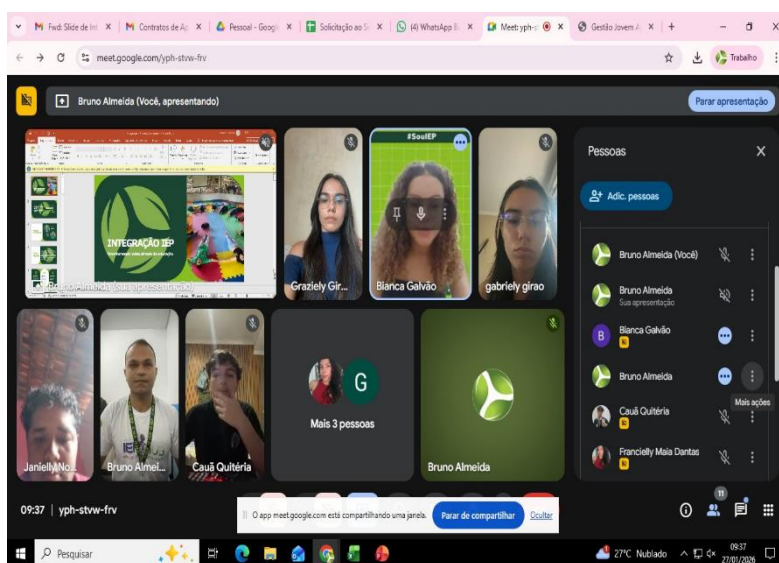 Fwd: Slide de Int
Contratos de Ap
Pessoal - Googl
Solicitação ao S
(4) WhatsApp B
Meet: yph-s
Gestão Jovens A
meet.google.com/yph-stvw-frv
Trabalho
Bruno Almeida (Você, apresentando)
Parar apresentação
#SouIEP
INTEGRAÇÃO IEP
Bruno Almeida (sua apresentação)
Graziely Gir...
Bianca Galvão
gabriely girao
Janielly No...
Bruno Almei...
Cauã Quitéria
G
Mais 3 pessoas
Bruno Almeida
Pessoas
Adic. pessoas
Bruno Almeida (Você)
Bruno Almeida
Sua apresentação
B
Bianca Galvão
Bruno Almeida
Mais ações
Cauã Quitéria
Francielly Maia Dantas
09:37 | yph-stvw-frv
O app meet.google.com está compartilhando uma janela.
Parar de compartilhar
Ocultar
11
Pesquisar
27°C Nublado
09:37
27/01/2026